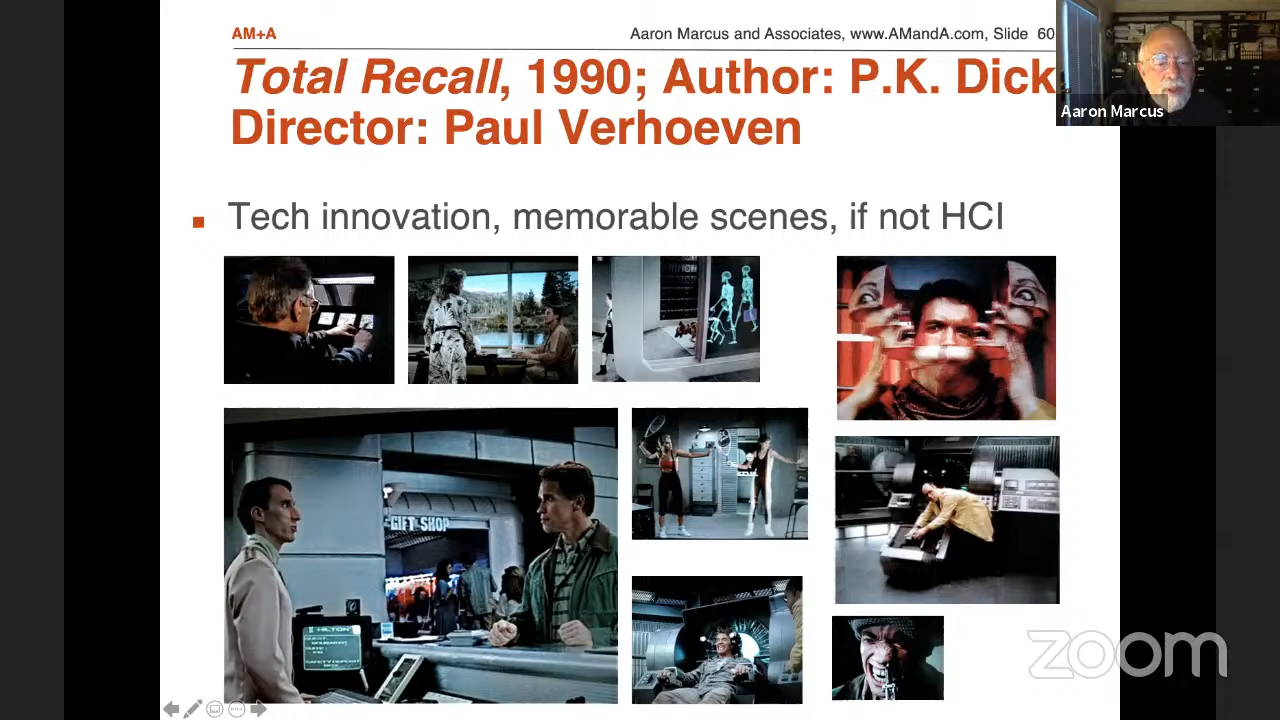 AM+A
Aaron Marcus and Associates, www.AMandA.com, Slide 60
Total Recall, 1990; Author: P.K. Dick
Director: Paul Verhoeven
Aaron Marcus
Tech innovation, memorable scenes, if not HCI
GIFT SHOP
HILTON
zoom